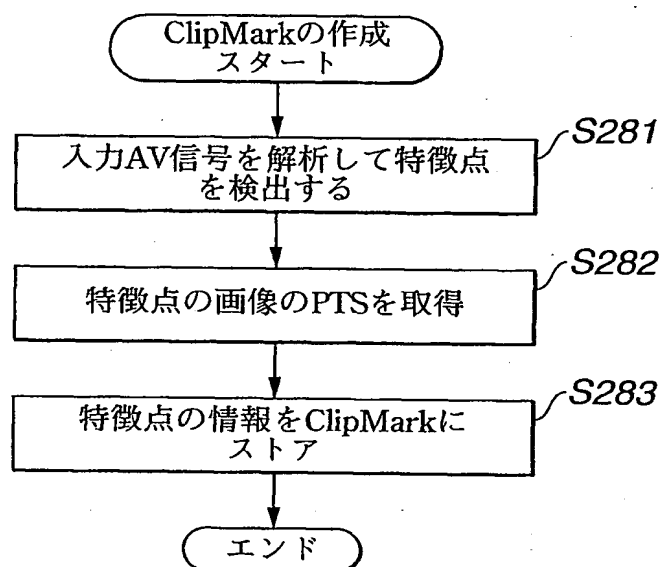 ClipMarkの作成
スタート
S281
入力AV信号を解析して特徴点
を検出する
S282
特徴点の画像のPTSを取得
S283
特徴点の情報をClipMarkに
ストア
エンド